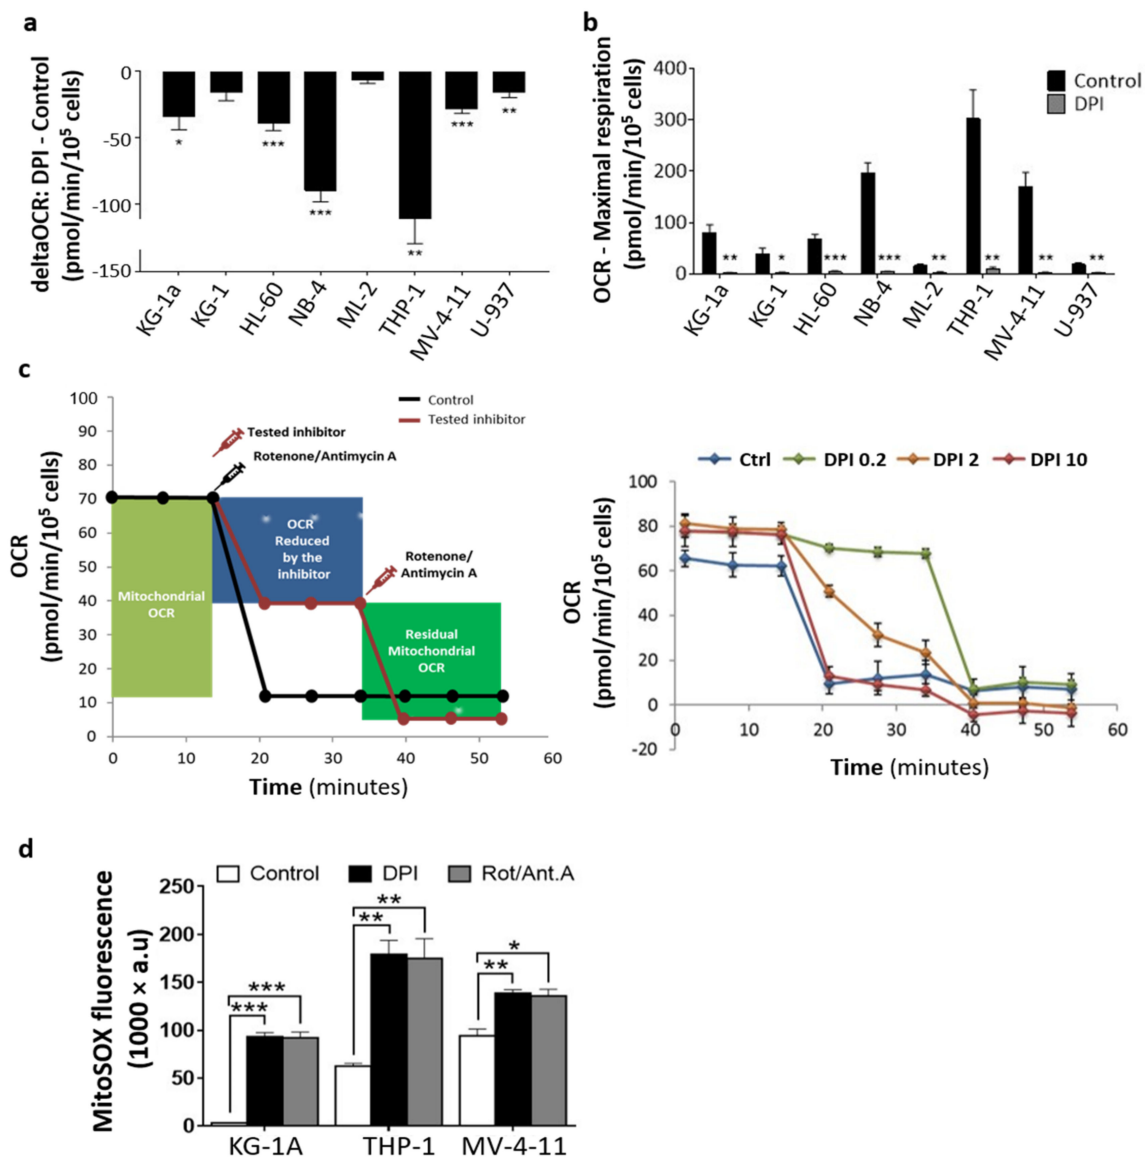 a
deltaOCR: DPI - Control
(pmol/min/10⁵ cells)
0
-50
-100
-150
*
***
***
**
***
**
KG-1a
KG-1
HL-60
NB-4
ML-2
THP-1
MV-4-11
U-937
b
OCR - Maximal respiration
(pmol/min/10⁵ cells)
400
300
200
100
0
Control
DPI
**
*
***
***
**
**
**
**
KG-1a
KG-1
HL-60
NB-4
ML-2
THP-1
MV-4-11
U-937
c
OCR
(pmol/min/10⁵ cells)
100
90
80
70
60
50
40
30
20
10
0
Control
Tested inhibitor
Tested inhibitor
Rotenone/Antimycin A
OCR
Reduced
by the
inhibitor
Rotenone/
Antimycin A
Mitochondrial
OCR
Residual
Mitochondrial
OCR
0
10
20
30
40
50
60
Time (minutes)
Ctrl
DPI 0.2
DPI 2
DPI 10
OCR
(pmol/min/10⁵ cells)
100
80
60
40
20
0
-20
0
10
20
30
40
50
60
Time (minutes)
d
Control
DPI
Rot/Ant.A
MitoSOX fluorescence
(1000 × a.u)
250
200
150
100
50
0
***
***
**
**
*
**
KG-1A
THP-1
MV-4-11